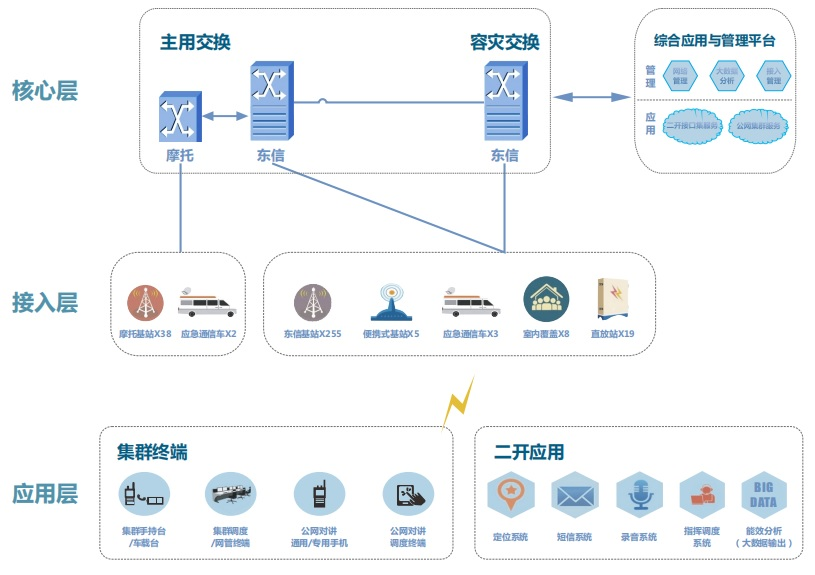 主用交换
容灾交换
综合应用与管理平台
核心层
管理
网络
管理
大数据
分析
接入
管理
应用
二开接口集服务
公网集群服务
摩托
东信
东信
接入层
摩托基站X38
应急通信车X2
东信基站X255
便携式基站X5
应急通信车X3
室内覆盖X8
直放站X19
应用层
集群终端
集群手持台
/车载台
集群调度
/网管终端
公网对讲
通用/专用手机
公网对讲
调度终端
二开应用
定位系统
短信系统
录音系统
指挥调度
系统
BIG
DATA
能效分析
（大数据输出）